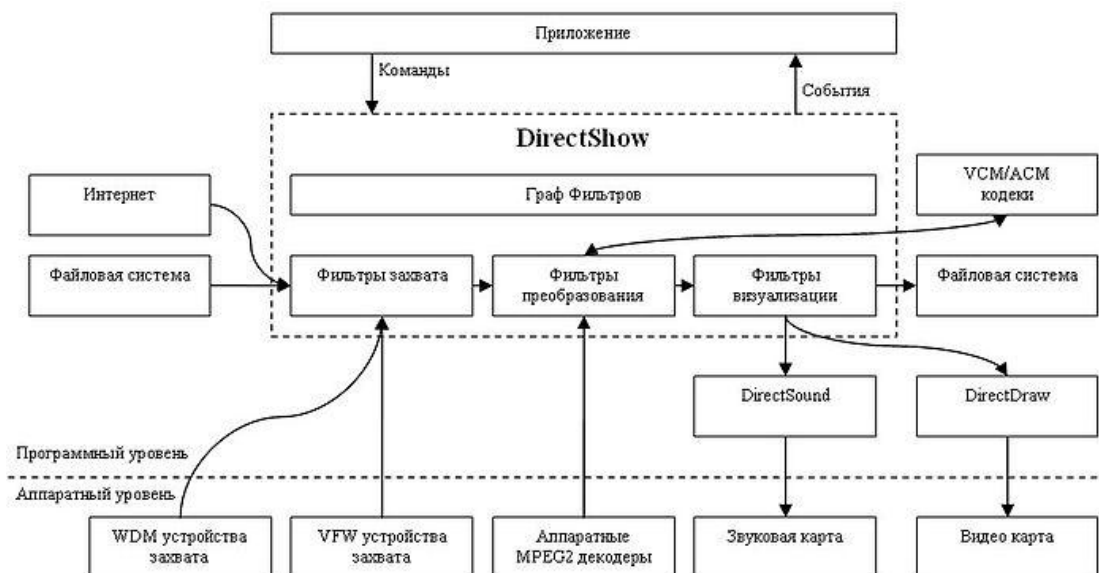 Приложение
Команды
События
DirectShow
Граф Фильтров
VCM/ACM
кодеки
Интернет
Файловая система
Фильтры захвата
Фильтры
преобразования
Фильтры
визуализации
Файловая система
DirectSound
DirectDraw
Программный уровень
Аппаратный уровень
WDM устройства
захвата
VFW устройства
захвата
Аппаратные
MPEG2 декодеры
Звуковая карта
Видео карта